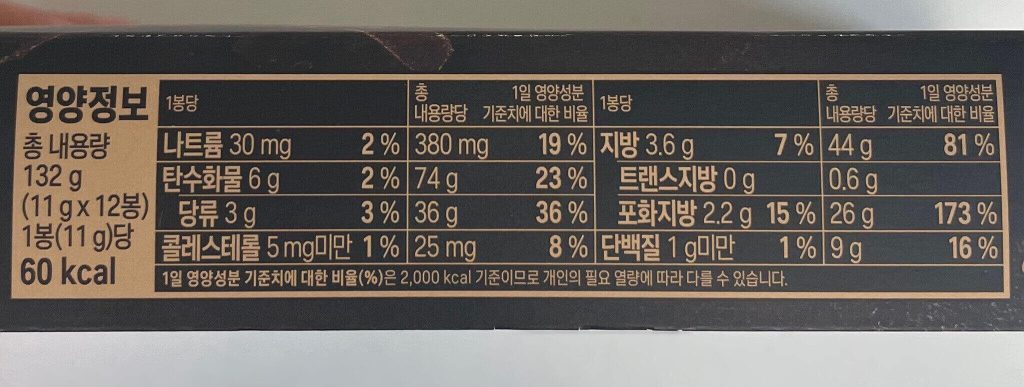 영양정보
총 내용량
132 g
(11 g x 12봉)
1봉(11 g)당
60 kcal
1봉당 총 내용량당 1일 영양성분 기준치에 대한 비율 1봉당 총 내용량당 1일 영양성분 기준치에 대한 비율
나트륨 30 mg 2 % 380 mg 19 % 지방 3.6 g 7 % 44 g 81 %
탄수화물 6 g 2 % 74 g 23 % 트랜스지방 0 g 0.6 g
당류 3 g 3 % 36 g 36 % 포화지방 2.2 g 15 % 26 g 173 %
콜레스테롤 5 mg미만 1 % 25 mg 8 % 단백질 1 g미만 1 % 9 g 16 %
1일 영양성분 기준치에 대한 비율(%)은 2,000 kcal 기준이므로 개인의 필요 열량에 따라 다를 수 있습니다.